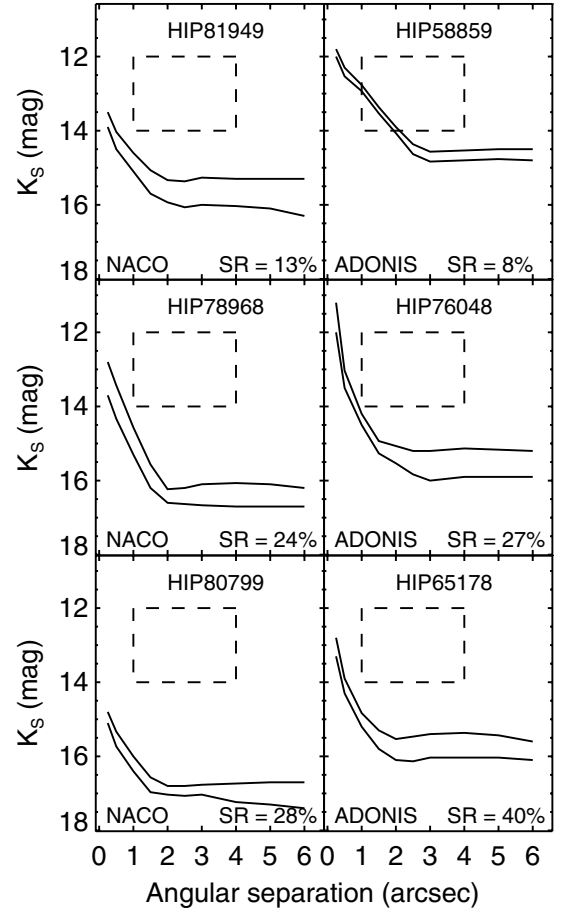 HIP81949
HIP58859
12
14
16
18
K_S (mag)
NACO SR = 13%
ADONIS SR = 8%
HIP78968
HIP76048
12
14
16
18
K_S (mag)
NACO SR = 24%
ADONIS SR = 27%
HIP80799
HIP65178
12
14
16
18
K_S (mag)
NACO SR = 28%
ADONIS SR = 40%
0 1 2 3 4 5 6
0 1 2 3 4 5 6
Angular separation (arcsec)